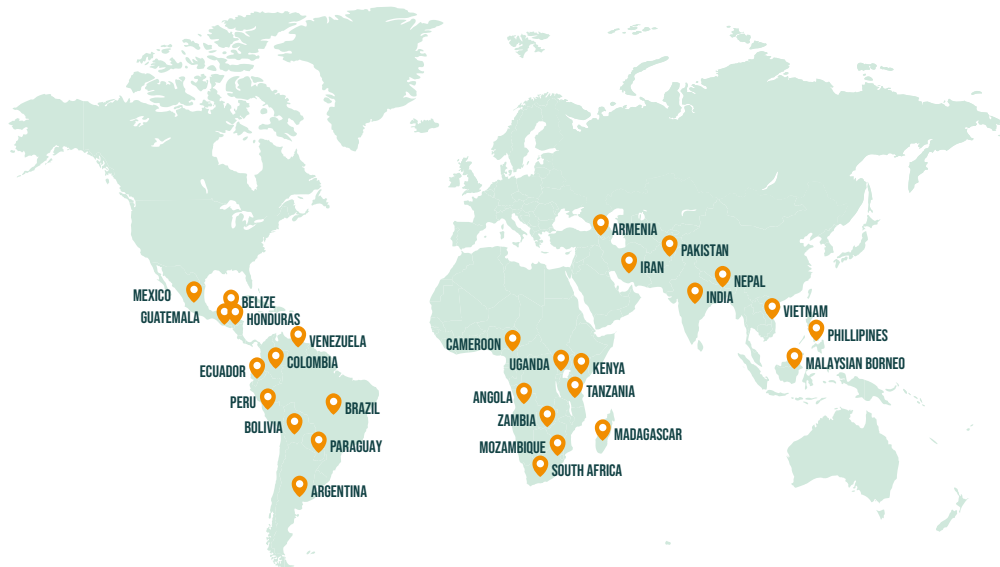 ARMENIA
PAKISTAN
IRAN
NEPAL
INDIA
MEXICO
BELIZE
GUATEMALA
HONDURAS
VIETNAM
PHILLIPINES
VENEZUELA
CAMEROON
COLOMBIA
UGANDA
KENYA
MALAYSIAN BORNEO
ECUADOR
TANZANIA
ANGOLA
PERU
BRAZIL
ZAMBIA
BOLIVIA
MADAGASCAR
PARAGUAY
MOZAMBIQUE
SOUTH AFRICA
ARGENTINA